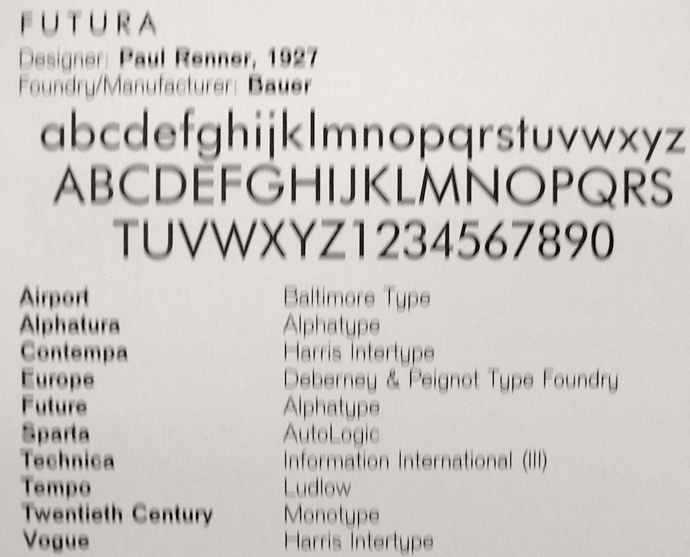 FUTURA
Designer: Paul Renner, 1927
Foundry/Manufacturer: Bauer
abcdefghijklmnopqrstuvwxyz
ABCDEFGHIJKLMNOPQRS
TUVWXYZ1234567890
Airport Baltimore Type
Alphatura Alphatype
Contempa Harris Intertype
Europe Deberney & Peignot Type Foundry
Future Alphatype
Sparta AutoLogic
Technica Information International (III)
Tempo Ludlow
Twentieth Century Monotype
Vogue Harris Intertype